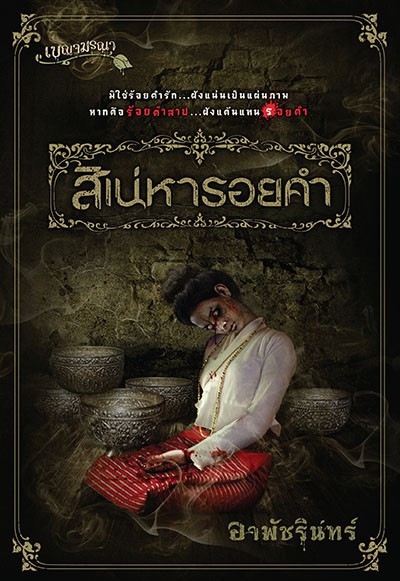 เบญจมรณา
มิใช่ร้อยคำรัก...ฝังแน่นเป็นแผ่นภาพ
หากคือร้อยคำสาป...ฝังแค้นแทนรอยคำ
สิเน่หารอยคำ
อาพัชรินทร์